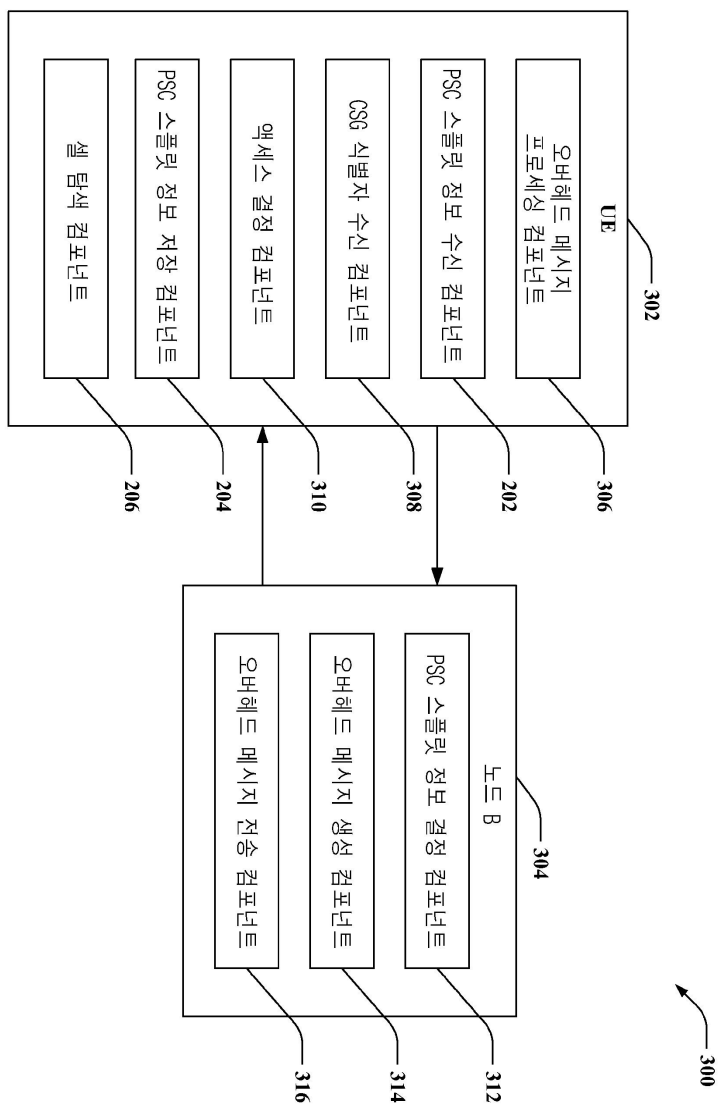 300
302
UE
오버헤드 메시지
프로세싱 컴포넌트
306
PSC 스플릿 정보 수신 컴포넌트
202
CSG 식별자 수신 컴포넌트
308
액세스 결정 컴포넌트
310
PSC 스플릿 정보 저장 컴포넌트
204
셀 탐색 컴포넌트
206
304
노드 B
PSC 스플릿 정보 결정 컴포넌트
312
오버헤드 메시지 생성 컴포넌트
314
오버헤드 메시지 전송 컴포넌트
316